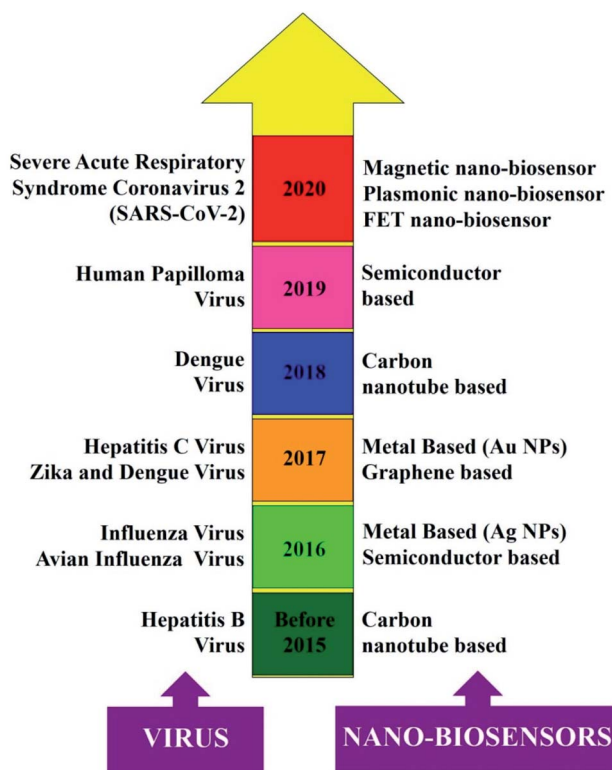 Severe Acute Respiratory
Syndrome Coronavirus 2
(SARS-CoV-2)
2020
Magnetic nano-biosensor
Plasmonic nano-biosensor
FET nano-biosensor
Human Papilloma
Virus
2019
Semiconductor
based
Dengue
Virus
2018
Carbon
nanotube based
Hepatitis C Virus
Zika and Dengue Virus
2017
Metal Based (Au NPs)
Graphene based
Influenza Virus
Avian Influenza Virus
2016
Metal Based (Ag NPs)
Semiconductor based
Hepatitis B
Virus
Before
2015
Carbon
nanotube based
VIRUS
NANO-BIOSENSORS